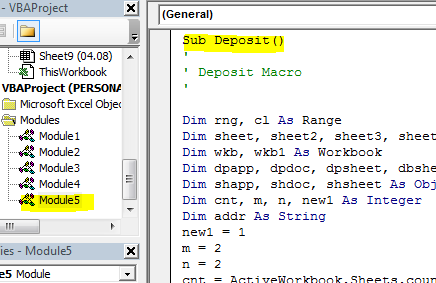 - VBAProject
Sheet9 (04.08)
ThisWorkbook
VBAProject (PERSONA
Microsoft Excel Objec
Modules
Module1
Module2
Module3
Module4
Module5
ies - Module5
e5 Module
(General)
Sub Deposit()
'
' Deposit Macro
'
Dim rng, cl As Range
Dim sheet, sheet2, sheet3, sheet
Dim wkb, wkb1 As Workbook
Dim dpapp, dpdoc, dpsheet, dbsh
Dim shapp, shdoc, shsheet As Obj
Dim cnt, m, n, new1 As Integer
Dim addr As String
new1 = 1
m = 2
n = 2
cnt = ActiveWorkbook.Sheets.coun